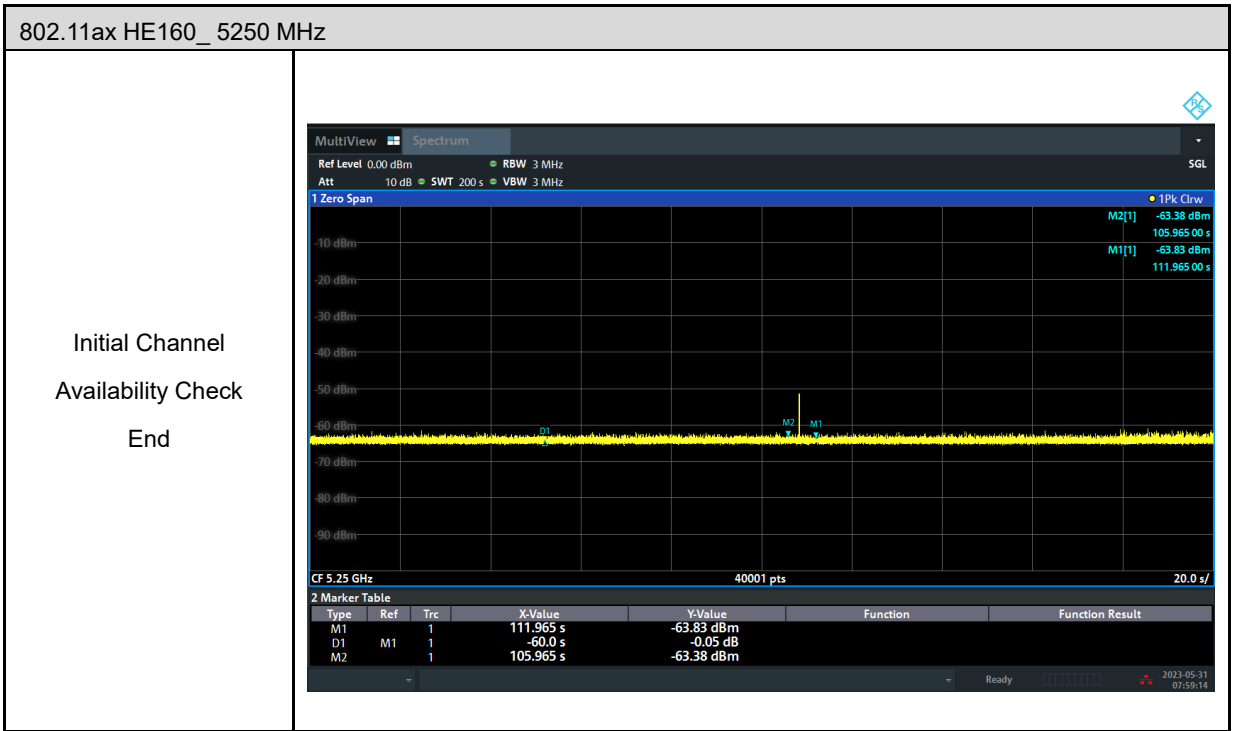 802.11ax HE160_ 5250 MHz
Initial Channel
Availability Check
End
R S
MultiView Spectrum
Ref Level 0.00 dBm RBW 3 MHz SGL
Att 10 dB SWT 200 s VBW 3 MHz
1 Zero Span 1Pk Clrw
M2[1] -63.38 dBm
105.965 00 s
-10 dBm
M1[1] -63.83 dBm
111.965 00 s
-20 dBm
-30 dBm
-40 dBm
-50 dBm
-60 dBm
D1 M2 M1
-70 dBm
-80 dBm
-90 dBm
CF 5.25 GHz 40001 pts 20.0 s/
2 Marker Table
Type Ref Trc X-Value Y-Value Function Function Result
M1 1 111.965 s -63.83 dBm
D1 M1 1 -60.0 s -0.05 dB
M2 1 105.965 s -63.38 dBm
Ready 2023-05-31
07:59:14